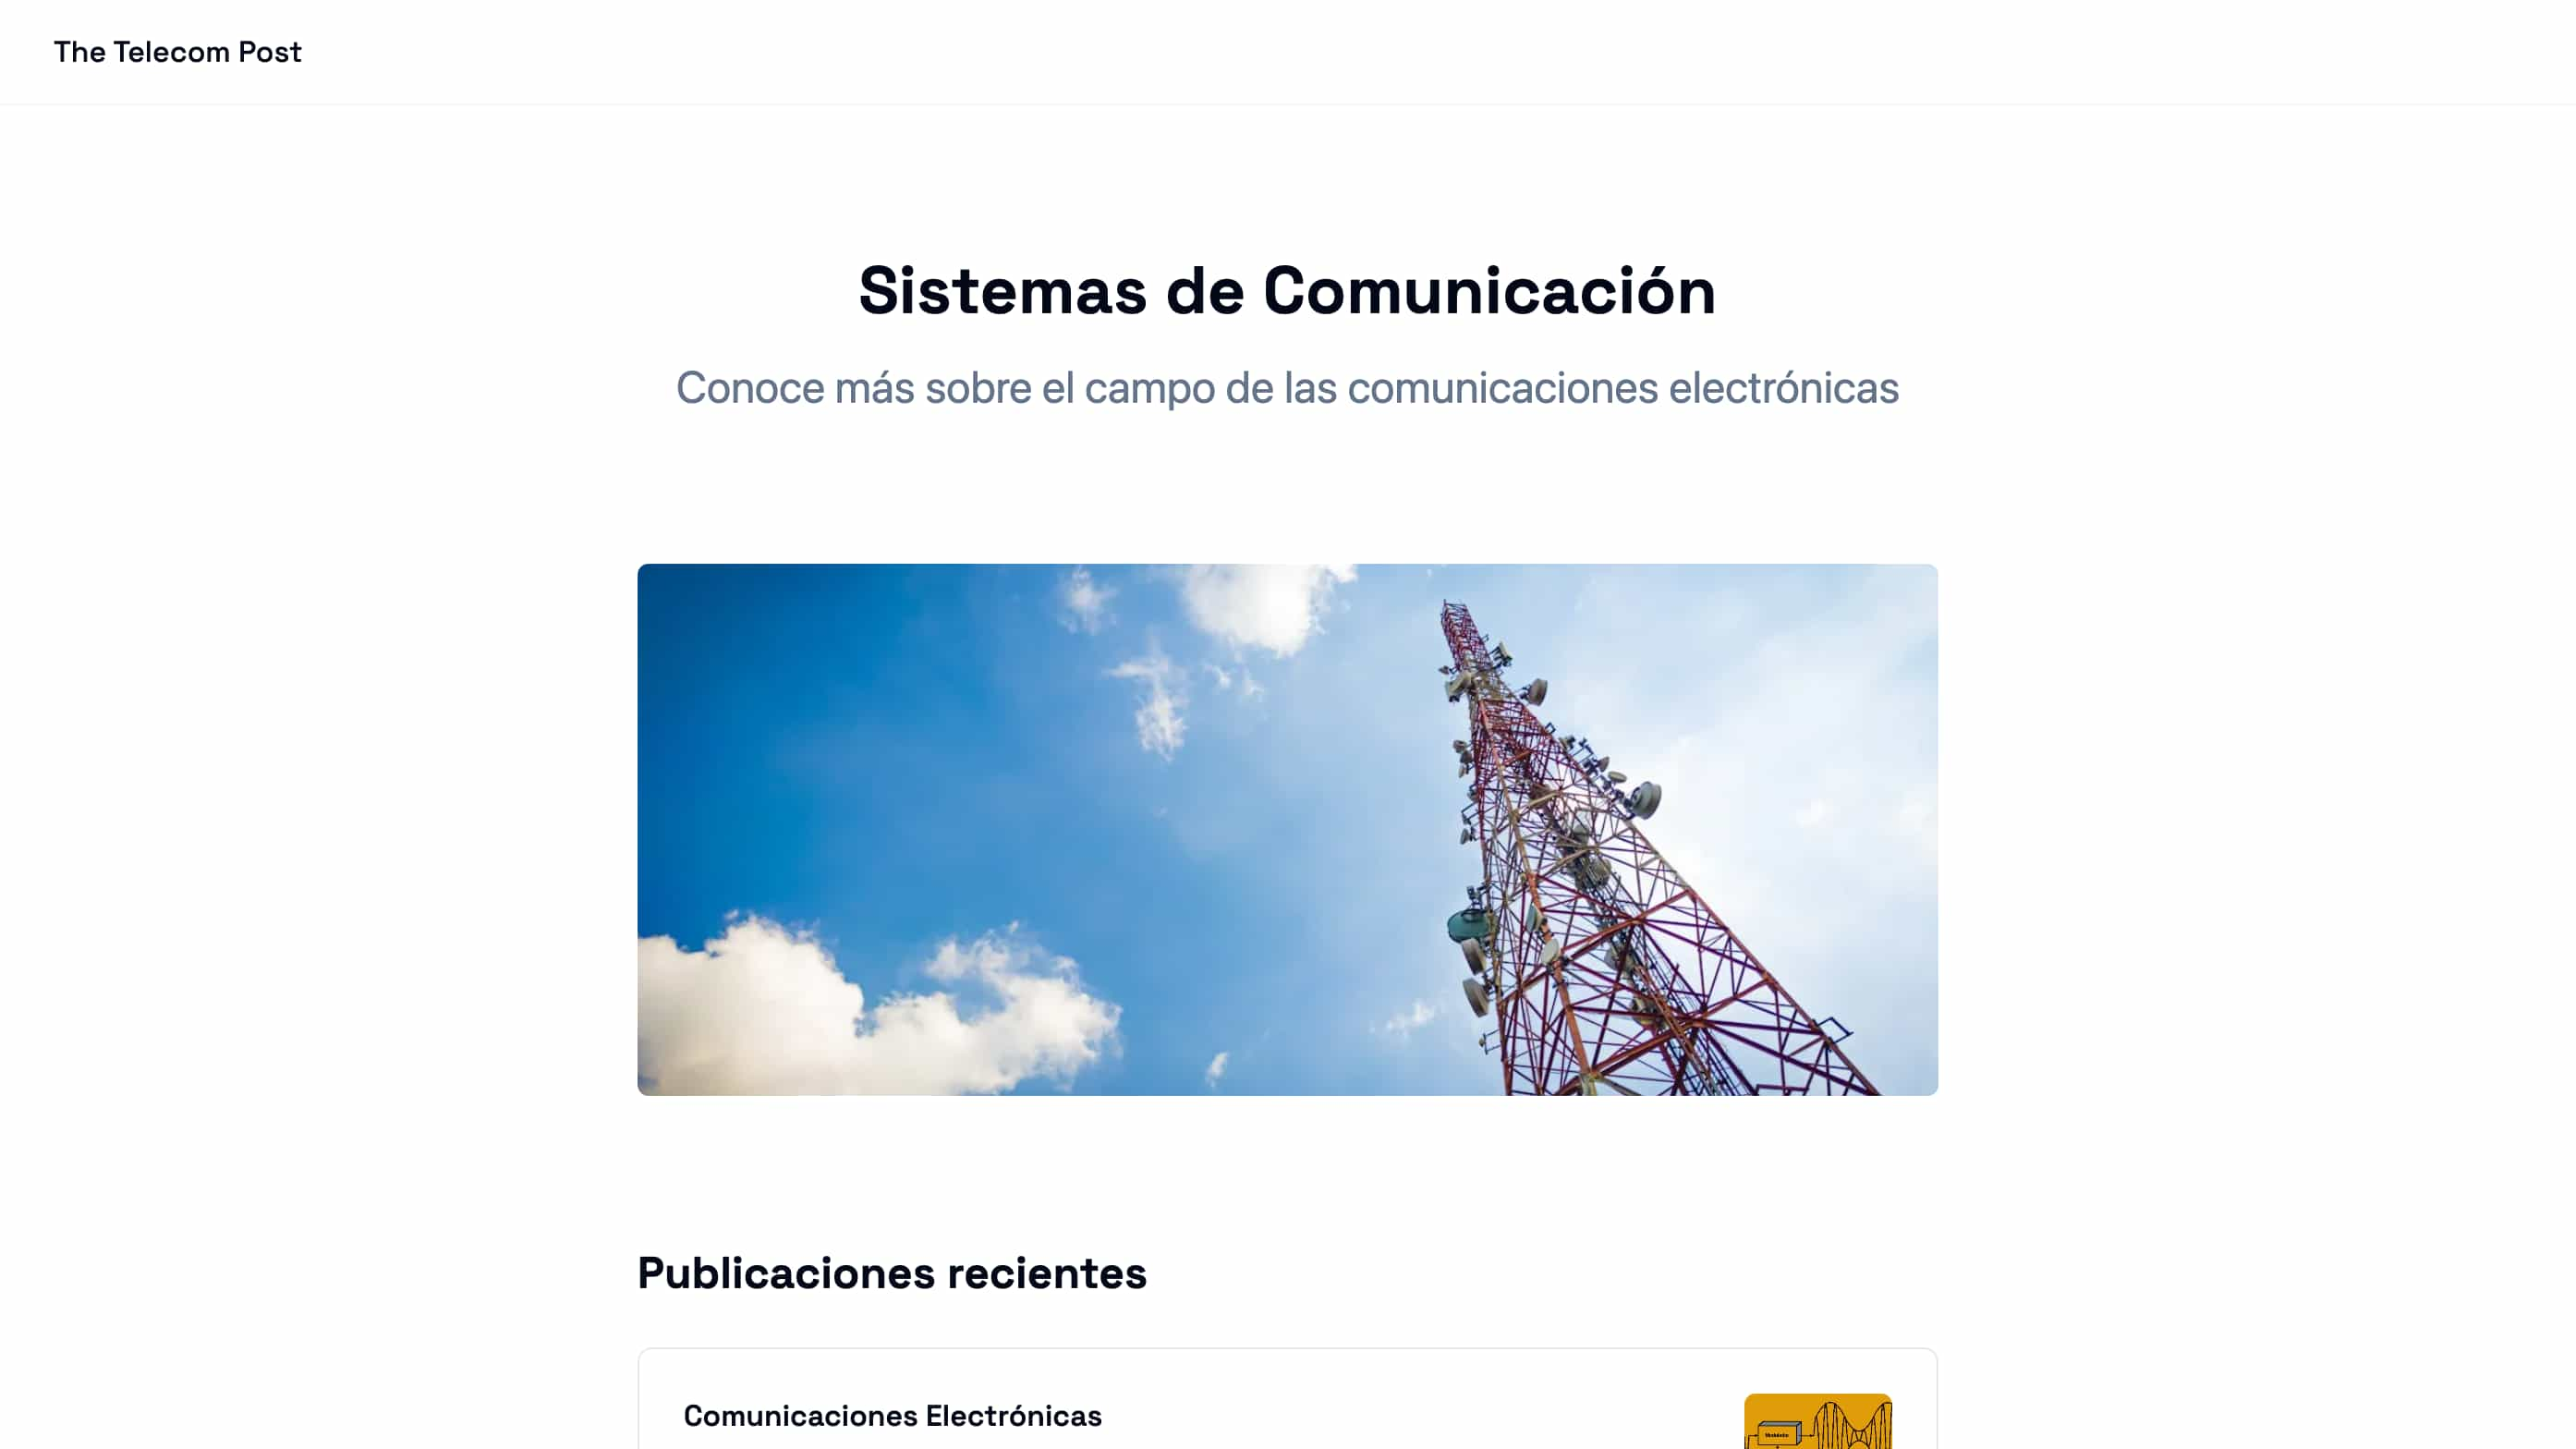 The Telecom Post
Sistemas de Comunicación
Conoce más sobre el campo de las comunicaciones electrónicas
Publicaciones recientes
Comunicaciones Electrónicas